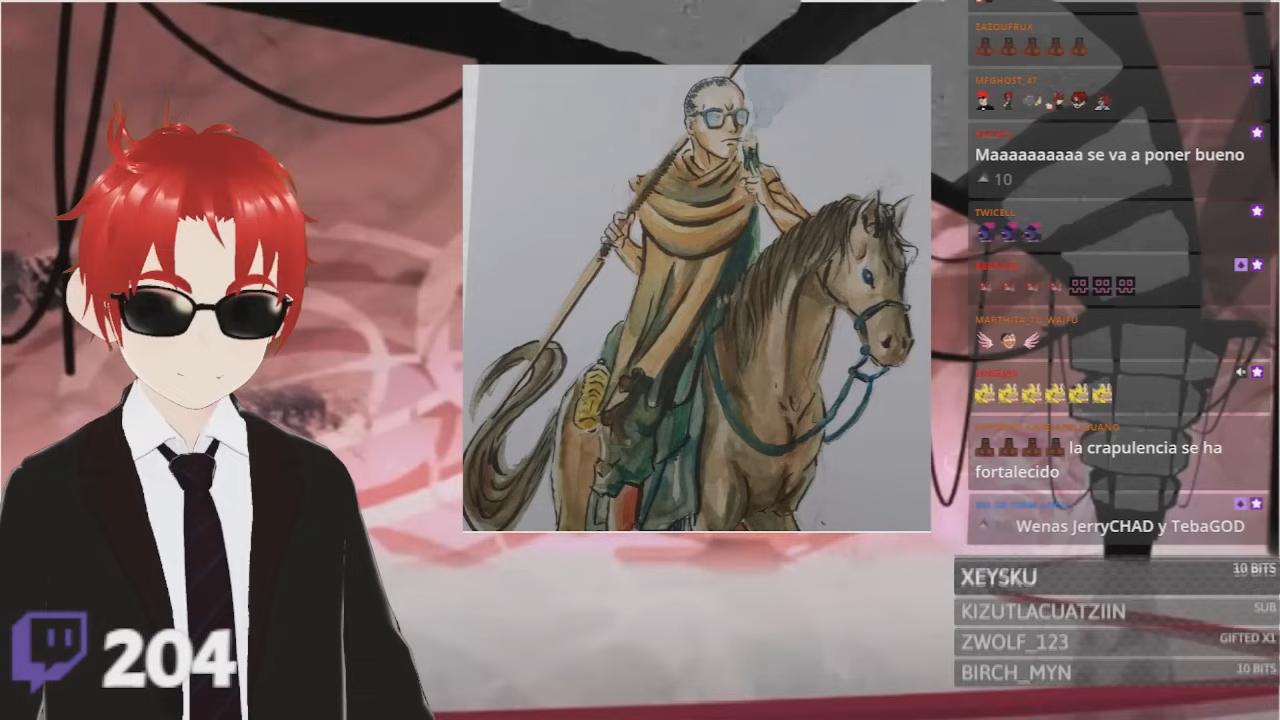 ZAZOUFRUX
MFGHOST_47
Maaaaaaaaaa se va a poner bueno
10
TWICELL
MARTHITA_TU_WAIFU
la crapulencia se ha
fortalecido
Wenas JerryCHAD y TebaGOD
XEYSKU 10 BITS
KIZUTLACUATZIIN SUB
ZWOLF_123 GIFTED X1
BIRCH_MYN 10 BITS
204